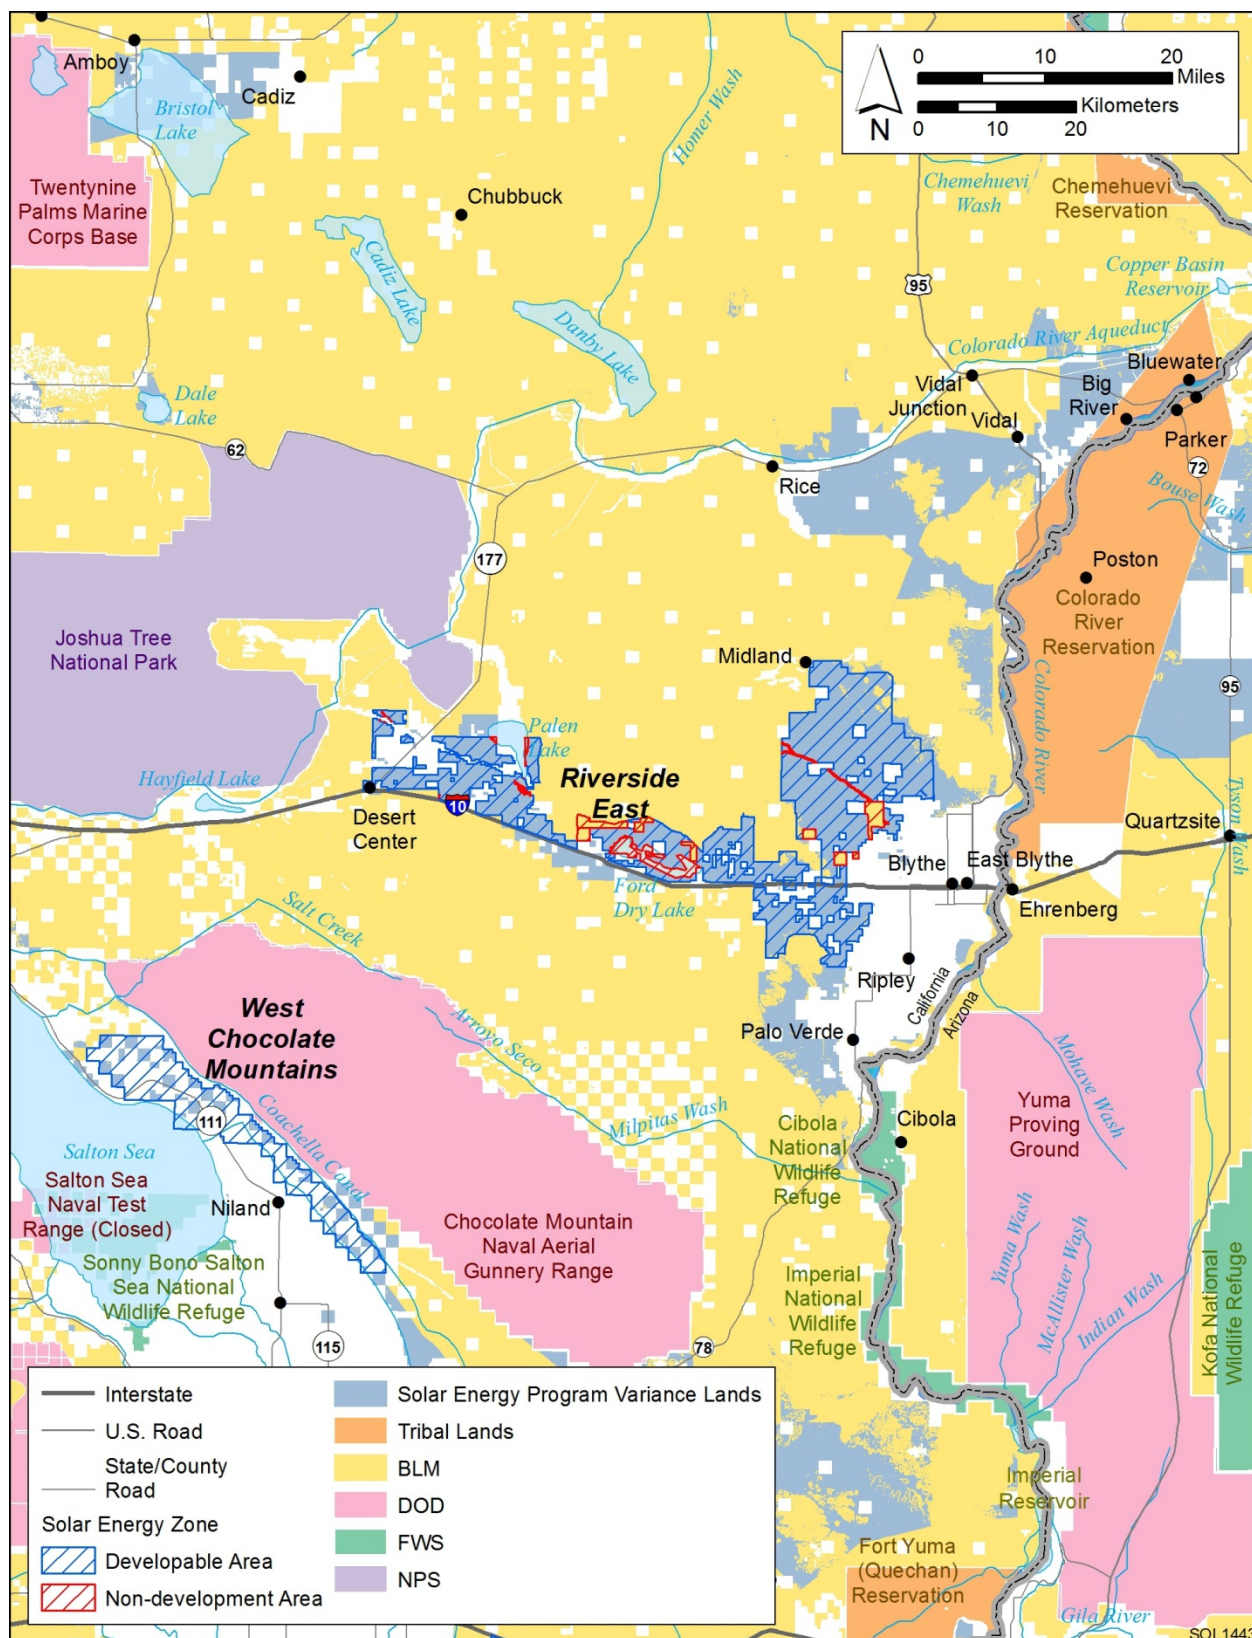 Amboy
Cadiz
Bristol
Lake
Homer Wash
0 10 20
Miles
Kilometers
0 10 20
N
Twentynine
Palms Marine
Corps Base
Chubbuck
Cadiz Lake
Chemehuevi
Wash
Chemehuevi
Reservation
95
Copper Basin
Reservoir
Danby Lake
Colorado River Aqueduct
Bluewater
Big
River
Vidal
Junction
Vidal
Parker
Dale
Lake
62
Rice
72
Bouse Wash
177
Poston
Colorado
River
Reservation
Joshua Tree
National Park
Midland
95
Colorado River
Palen
Lake
Hayfield Lake
Riverside
East
10
Desert
Center
Quartzsite
Tyson Wash
Blythe
East Blythe
Ehrenberg
Ford
Dry Lake
Salt Creek
Ripley
California
Arizona
West
Chocolate
Mountains
Arroyo Seco
Palo Verde
Mohave Wash
Yuma
Proving
Ground
Coachella Canal
111
Milpitas Wash
Cibola
Cibola
National
Wildlife
Refuge
Salton Sea
Salton Sea
Naval Test
Range (Closed)
Niland
Chocolate Mountain
Naval Aerial
Gunnery Range
Sonny Bono Salton
Sea National
Wildlife Refuge
Yuma Wash
McAllister Wash
Indian Wash
Imperial
National
Wildlife
Refuge
Kofa National
Wildlife Refuge
115
78
Interstate
U.S. Road
State/County
Road
Solar Energy Zone
Developable Area
Non-development Area
Solar Energy Program Variance Lands
Tribal Lands
BLM
DOD
FWS
NPS
Imperial
Reservoir
Fort Yuma
(Quechan)
Reservation
Gila River
SOL1443